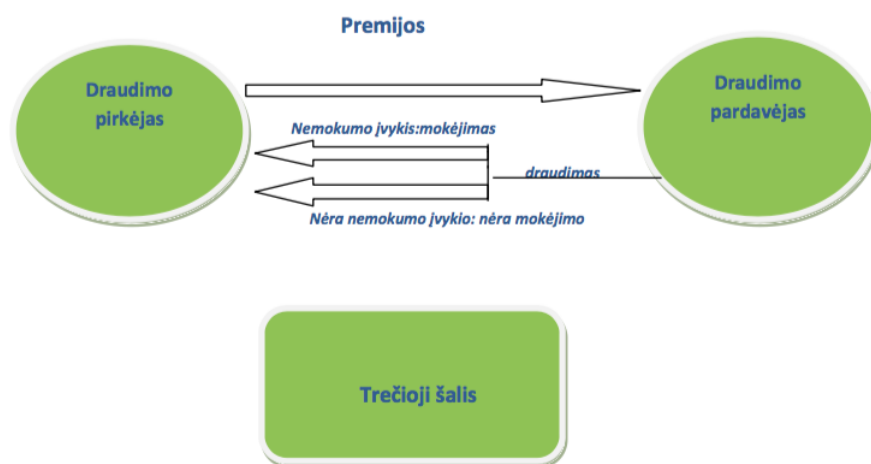 Premijos
Draudimo
pirkėjas
Draudimo
pardavėjas
Nemokumo įvykis:mokėjimas
draudimas
Nėra nemokumo įvykio: nėra mokėjimo
Trečioji šalis